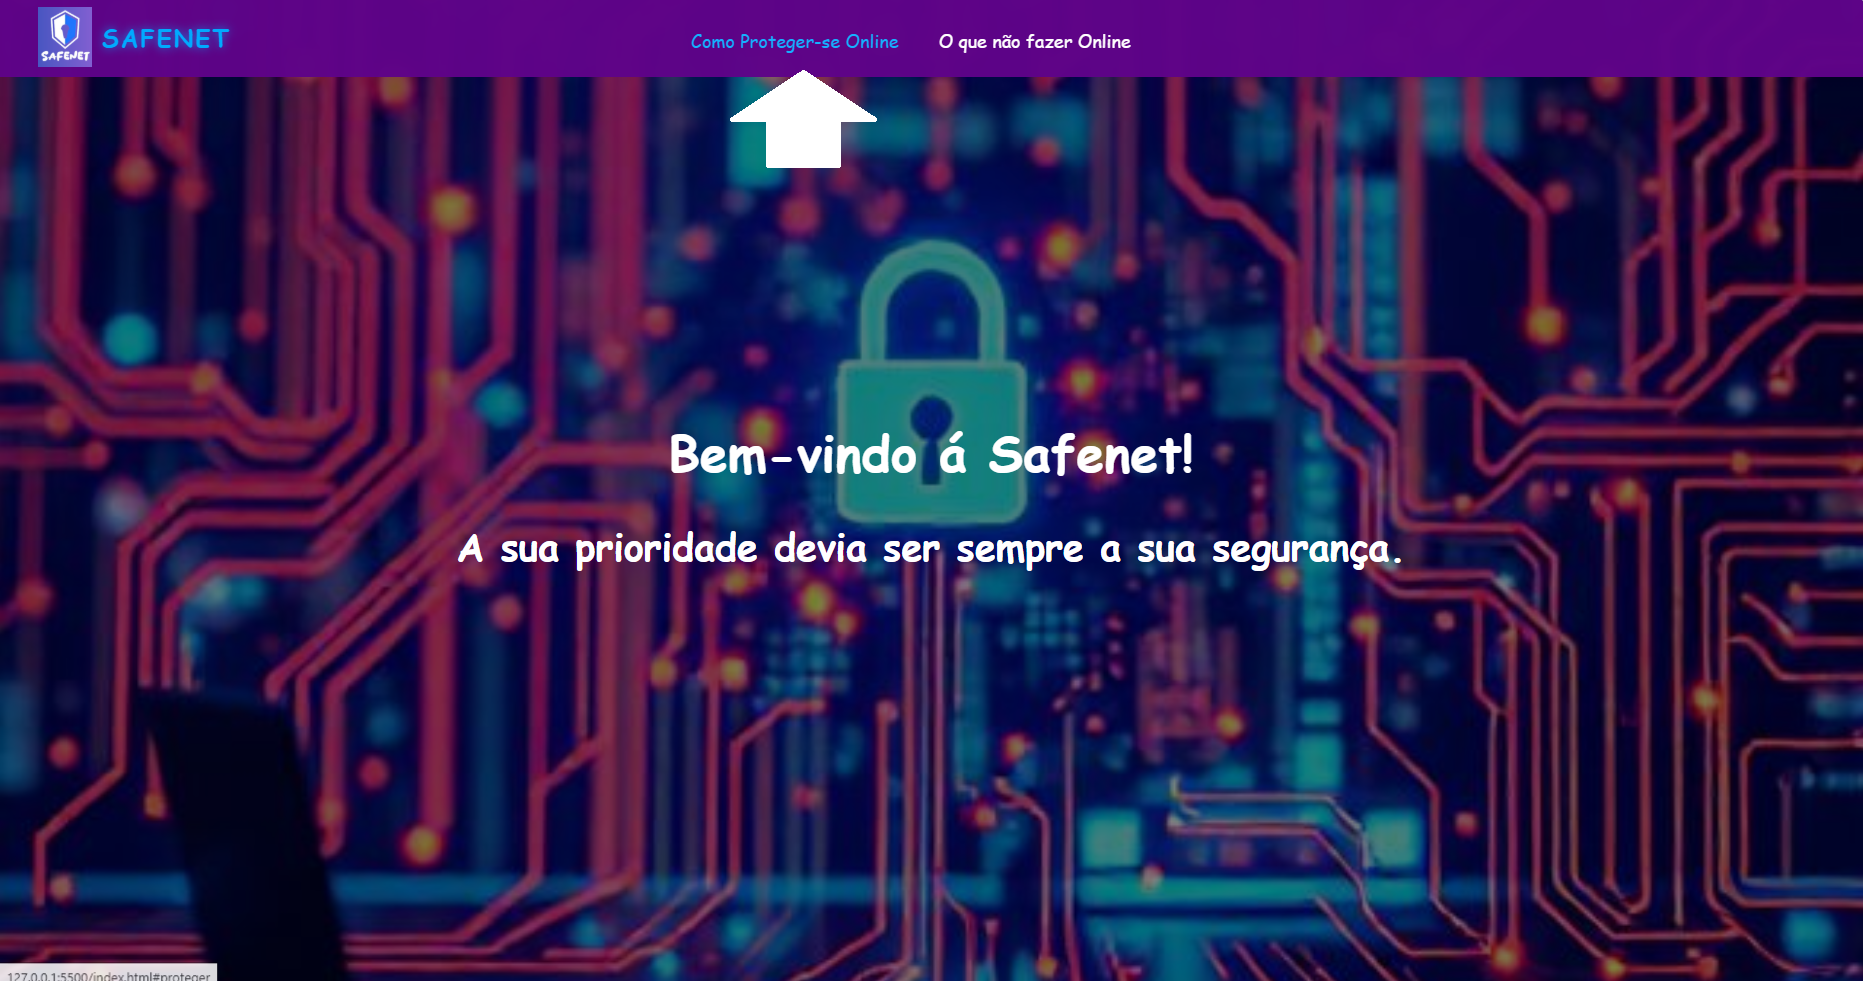 SAFENET
SAFENET
Como Proteger-se Online
O que não fazer Online
Bem-vindo á Safenet!
A sua prioridade devia ser sempre a sua segurança.
127.0.0.1:5500/index.html#proteger